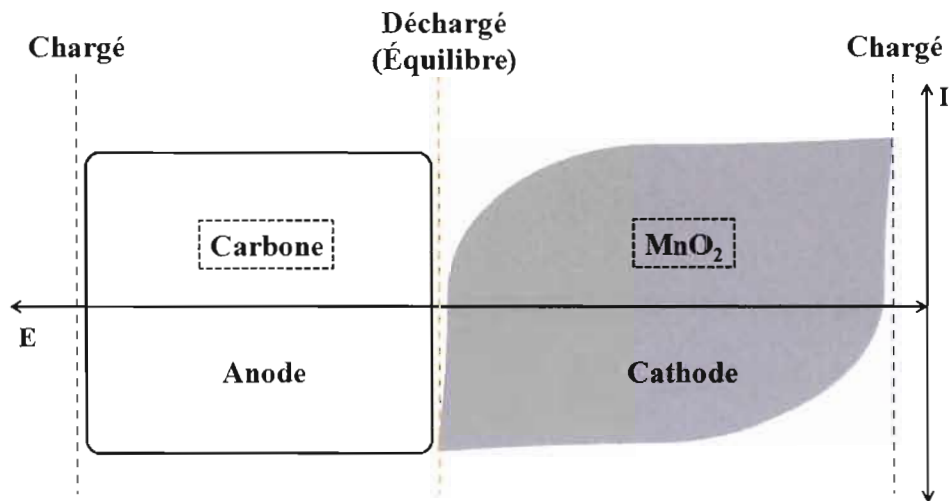 Chargé
Déchargé
(Équilibre)
Chargé
I
Carbone
MnO₂
E
Anode
Cathode